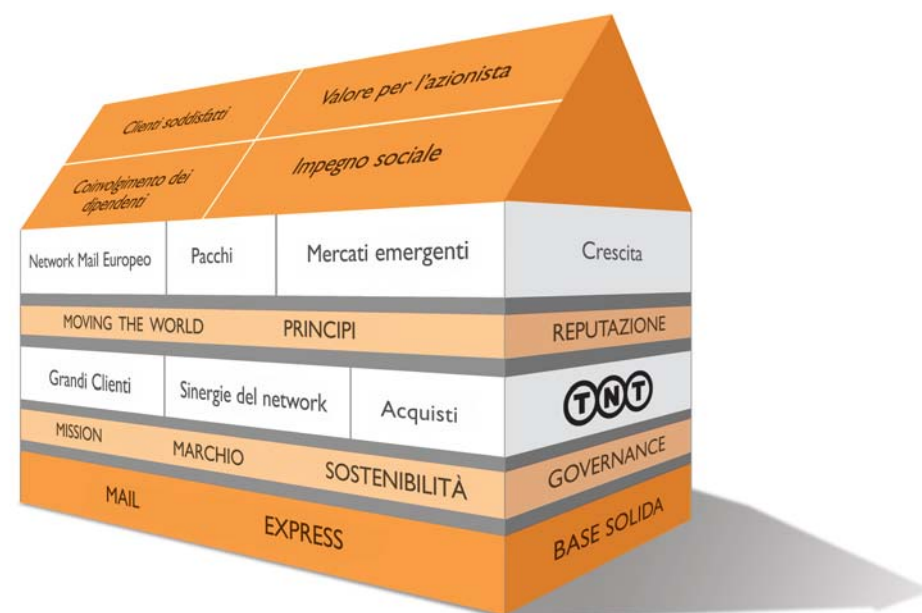 Clienti soddisfatti
Valore per l'azionista
Coinvolgimento dei
dipendenti
Impegno sociale
Network Mail Europeo
Pacchi
Mercati emergenti
Crescita
MOVING THE WORLD
PRINCIPI
REPUTAZIONE
Grandi Clienti
Sinergie del network
Acquisti
TNT
MISSION
MARCHIO
SOSTENIBILITÀ
GOVERNANCE
MAIL
EXPRESS
BASE SOLIDA